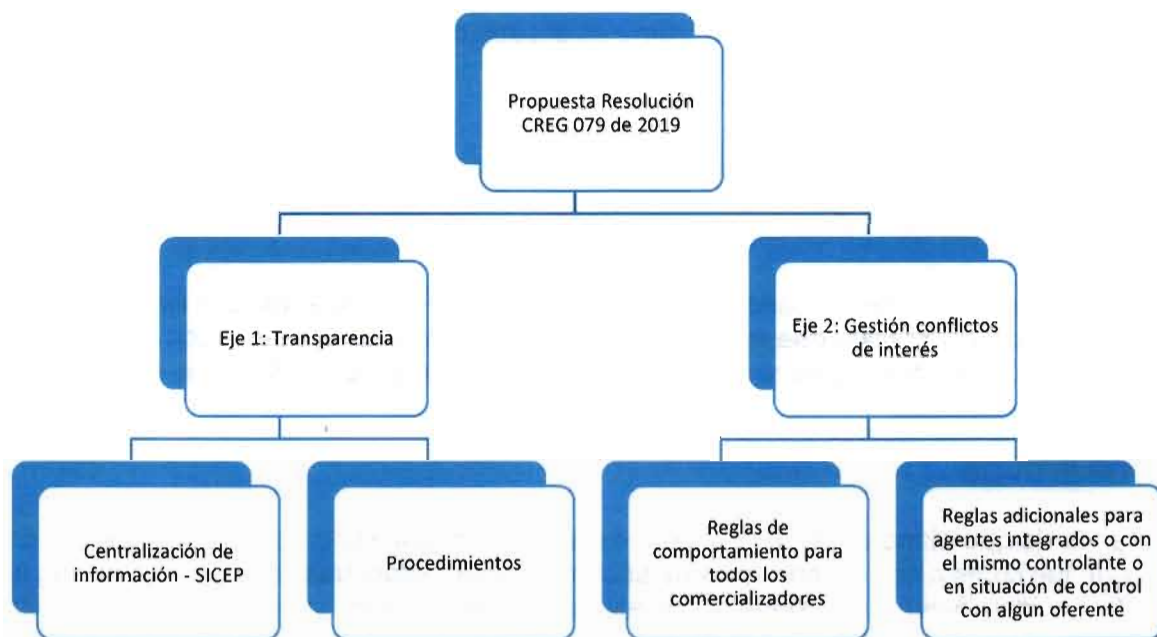 Propuesta Resolución
CREG 079 de 2019
Eje 1: Transparencia
Eje 2: Gestión conflictos
de interés
Centralización de
información - SICEP
Procedimientos
Reglas de
comportamiento para
todos los
comercializadores
Reglas adicionales para
agentes integrados o con
el mismo controlante o
en situación de control
con algun oferente